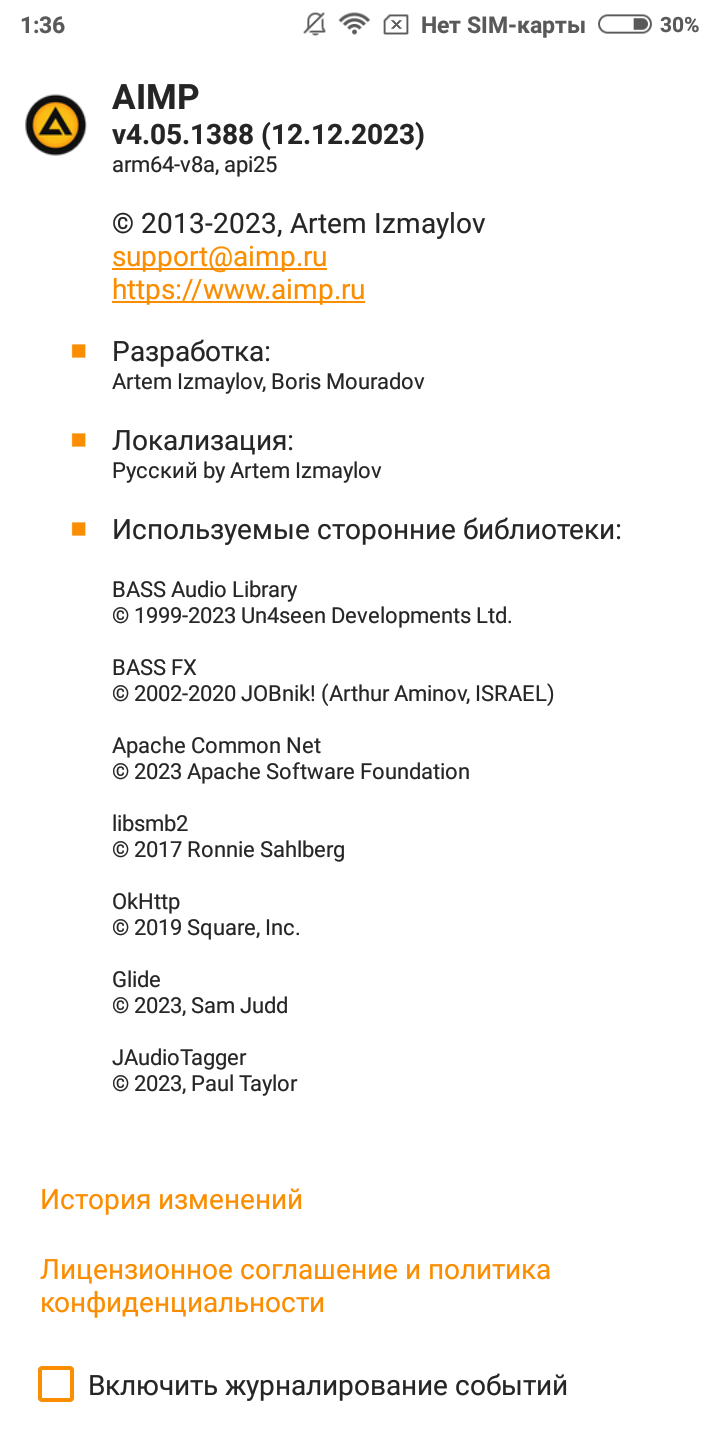 1:36 Нет SIM-карты 30%
AIMP
v4.05.1388 (12.12.2023)
arm64-v8a, api25
© 2013-2023, Artem Izmaylov
support@aimp.ru
https://www.aimp.ru
Разработка:
Artem Izmaylov, Boris Mouradov
Локализация:
Русский by Artem Izmaylov
Используемые сторонние библиотеки:
BASS Audio Library
© 1999-2023 Un4seen Developments Ltd.
BASS FX
© 2002-2020 JOBnik! (Arthur Aminov, ISRAEL)
Apache Common Net
© 2023 Apache Software Foundation
libsmb2
© 2017 Ronnie Sahlberg
OkHttp
© 2019 Square, Inc.
Glide
© 2023, Sam Judd
JAudioTagger
© 2023, Paul Taylor
История изменений
Лицензионное соглашение и политика
конфиденциальности
Включить журналирование событий